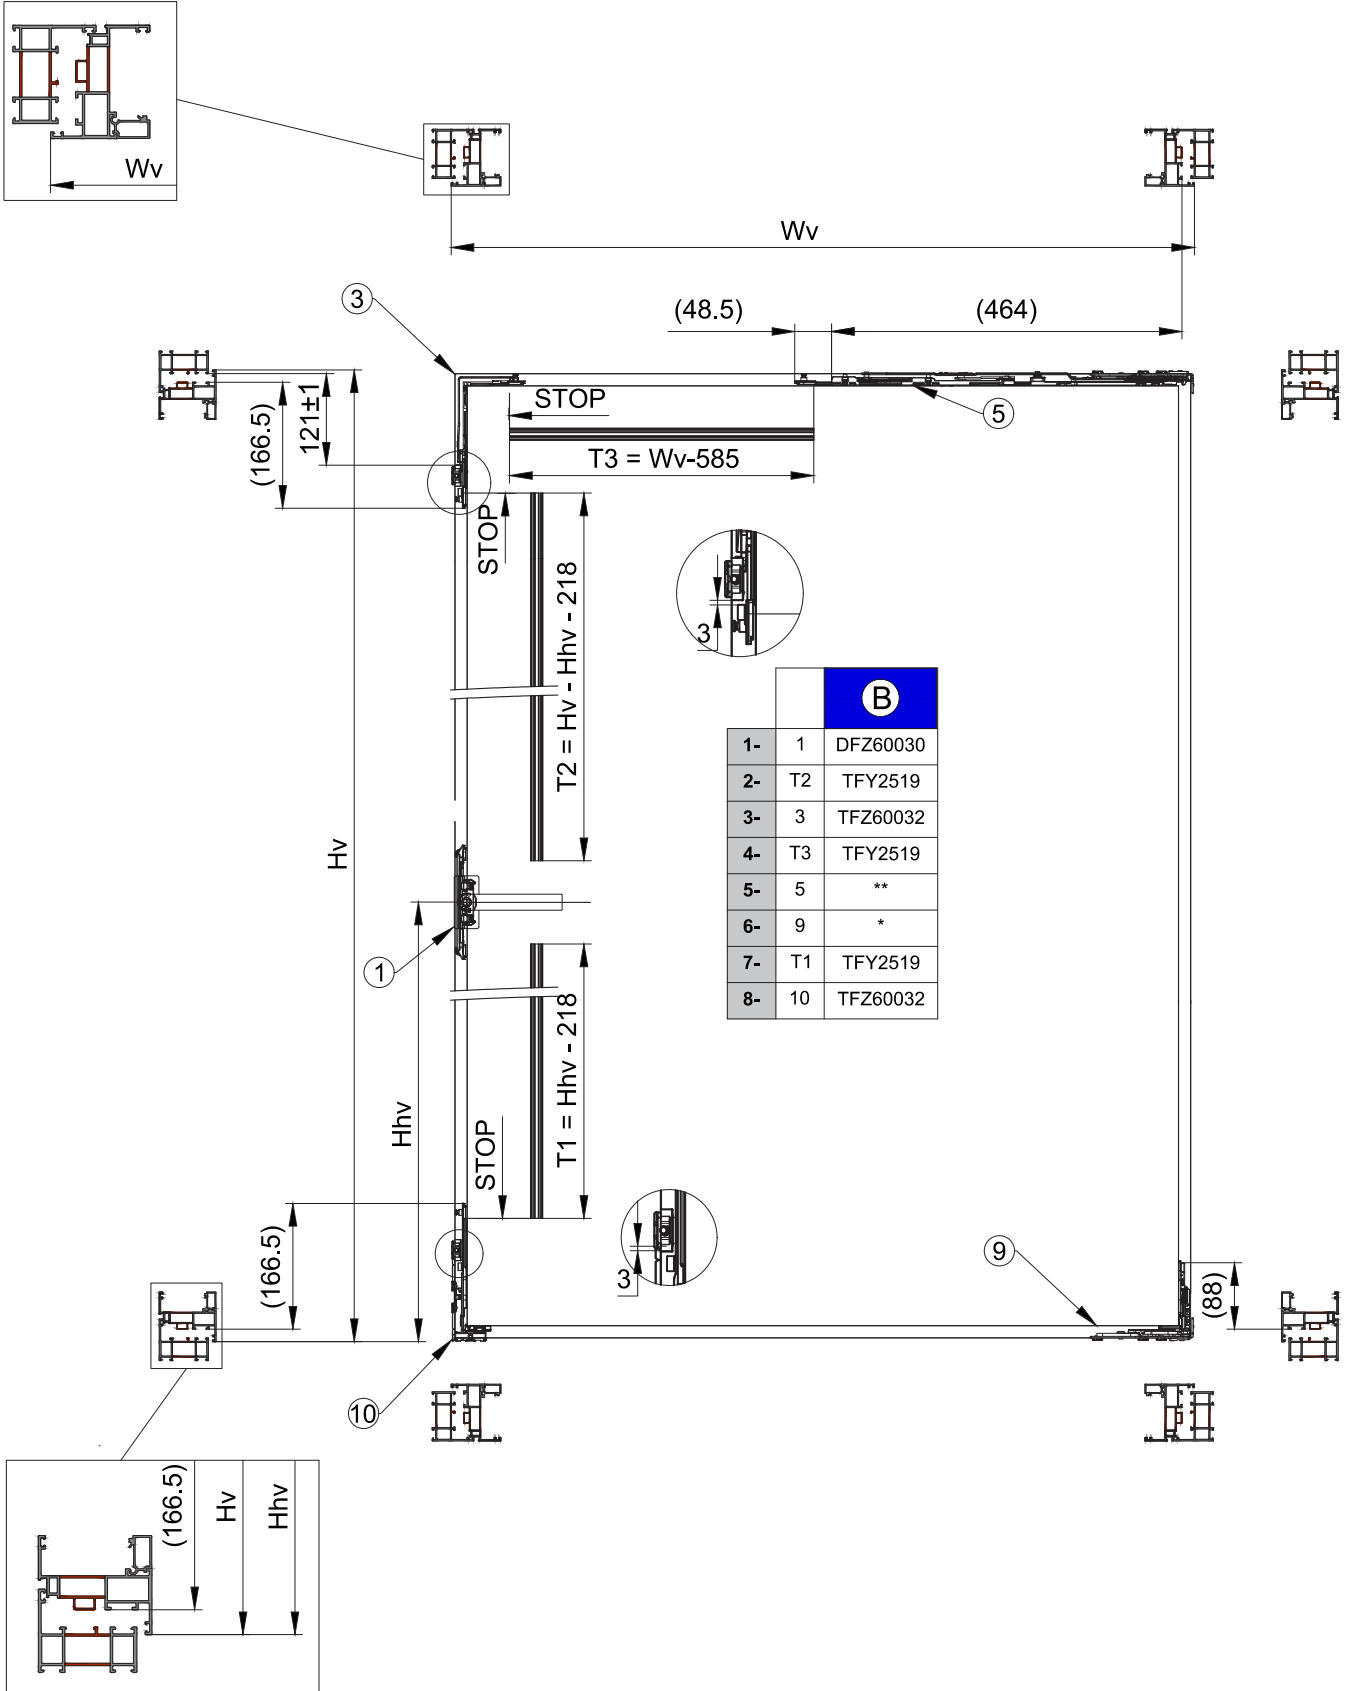 Wv
Wv
3
(48.5)
(464)
(166.5)
121±1
STOP
5
T3 = Wv-585
STOP
T2 = Hv - Hhv - 218
3
B
1- 1 DFZ60030
2- T2 TFY2519
3- 3 TFZ60032
4- T3 TFY2519
5- 5 **
6- 9 *
7- T1 TFY2519
8- 10 TFZ60032
Hv
1
Hhv
T1 = Hhv - 218
STOP
(166.5)
3
9
(88)
10
(166.5)
Hv
Hhv